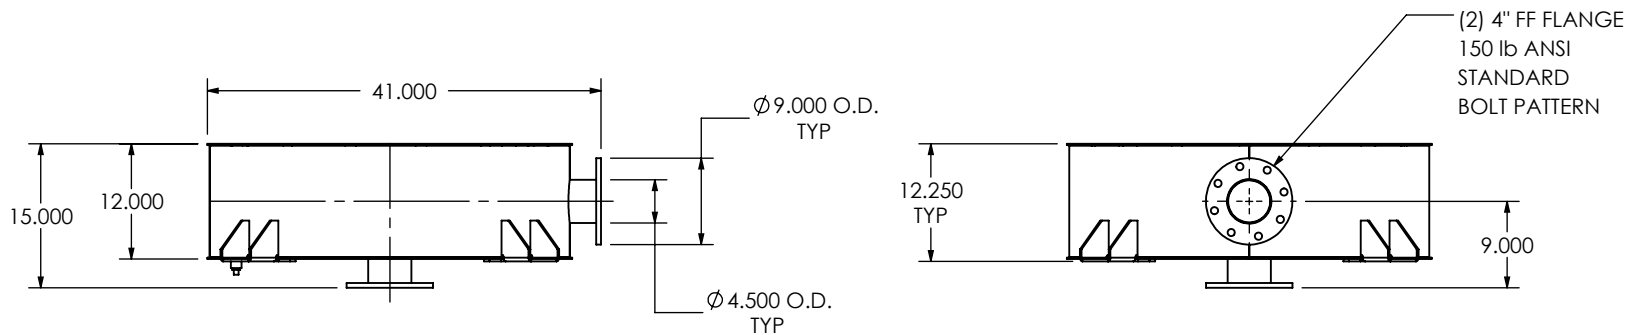 (2) 4" FF FLANGE
150 lb ANSI
STANDARD
BOLT PATTERN
41.000
Ø9.000 O.D.
TYP
15.000
12.000
12.250
TYP
9.000
Ø4.500 O.D.
TYP